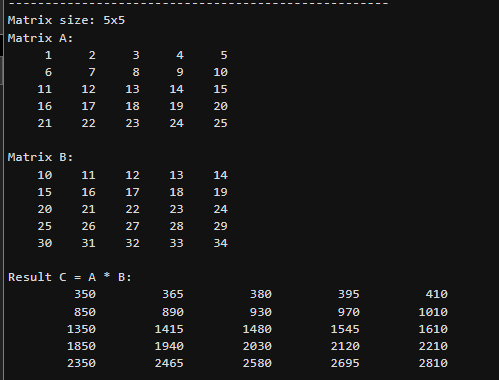 ------------------------------------------------------
Matrix size: 5x5
Matrix A:
1 2 3 4 5
6 7 8 9 10
11 12 13 14 15
16 17 18 19 20
21 22 23 24 25
Matrix B:
10 11 12 13 14
15 16 17 18 19
20 21 22 23 24
25 26 27 28 29
30 31 32 33 34
Result C = A * B:
350 365 380 395 410
850 890 930 970 1010
1350 1415 1480 1545 1610
1850 1940 2030 2120 2210
2350 2465 2580 2695 2810